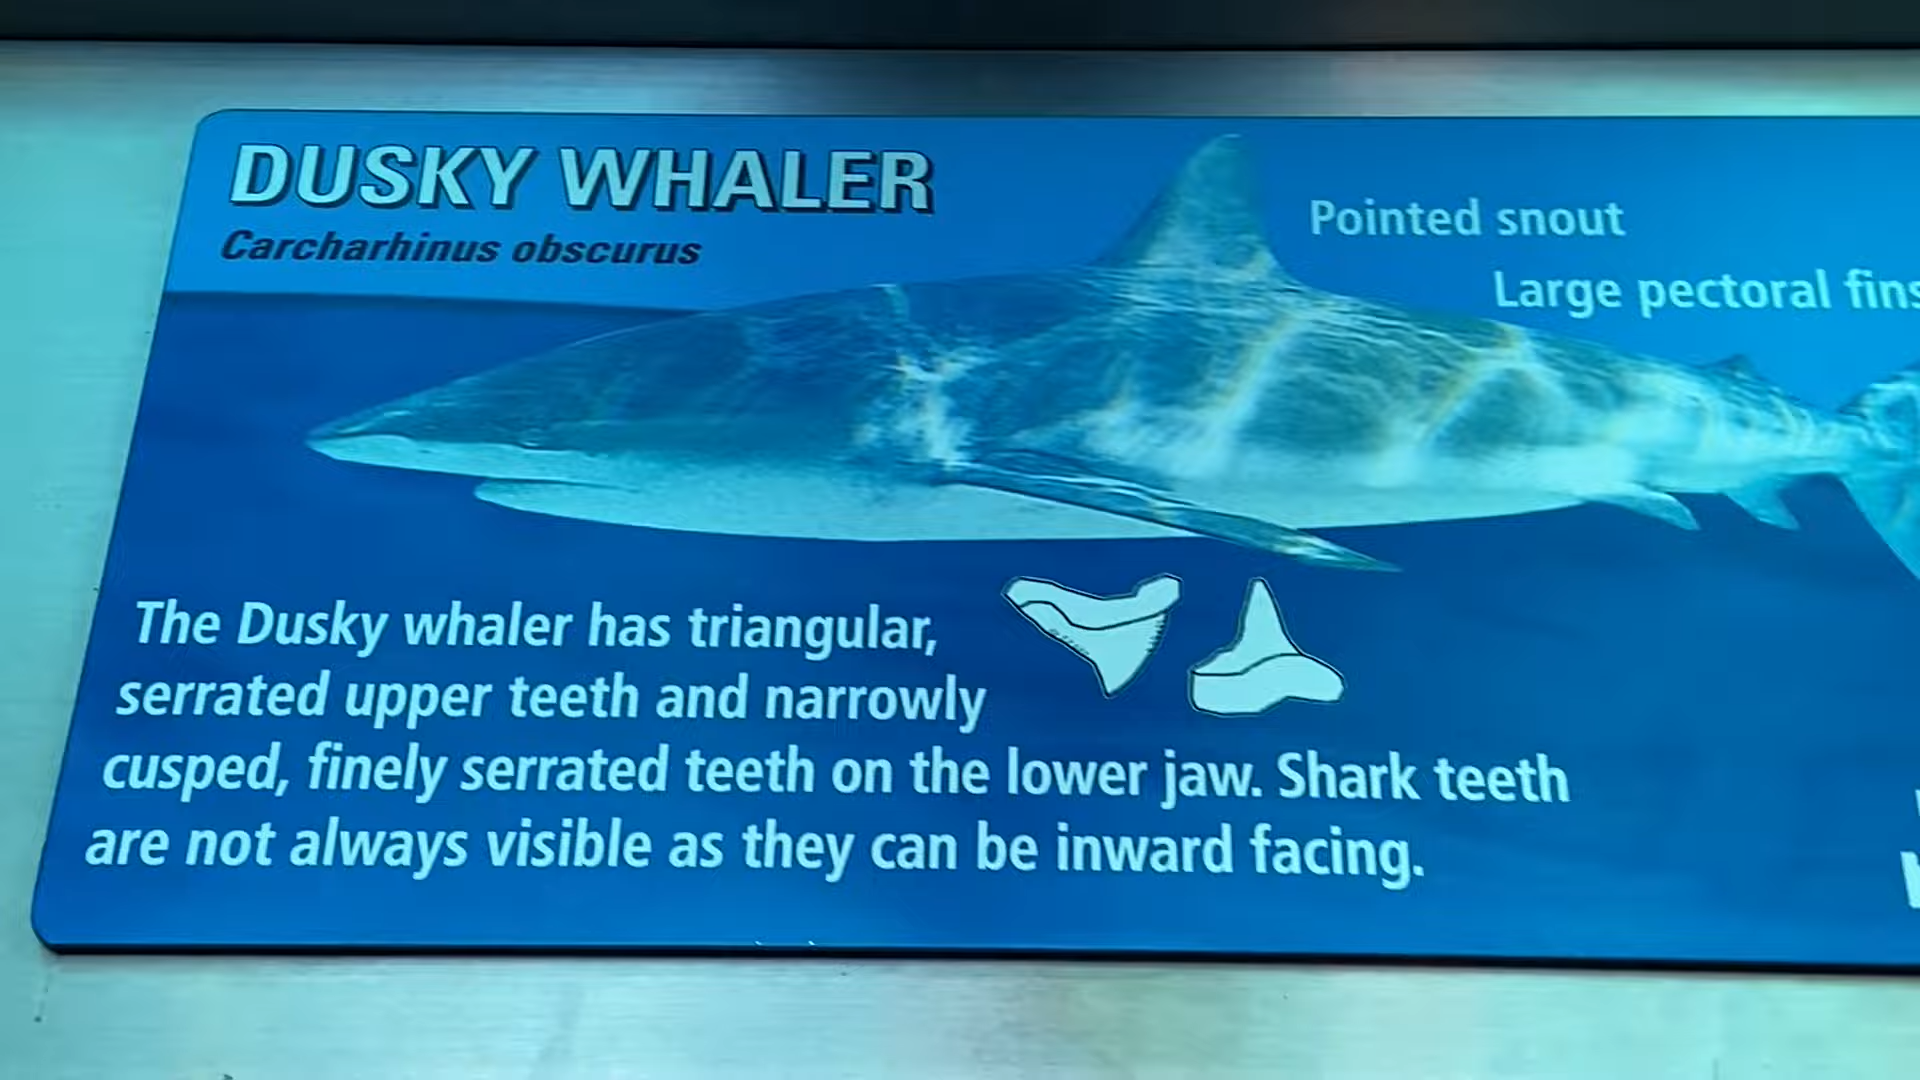 DUSKY WHALER
Carcharhinus obscurus
Pointed snout
Large pectoral fins
The Dusky whaler has triangular,
serrated upper teeth and narrowly
cusped, finely serrated teeth on the lower jaw. Shark teeth
are not always visible as they can be inward facing.